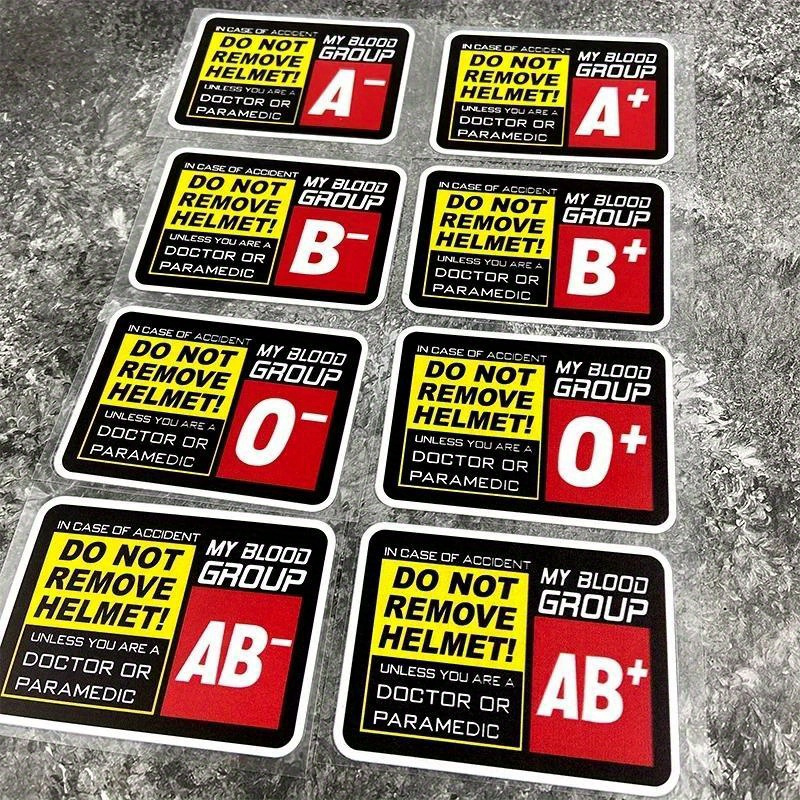 IN CASE OF ACCIDENT
DO NOT
REMOVE
HELMET!
UNLESS YOU ARE A
DOCTOR OR
PARAMEDIC
MY BLOOD
GROUP
A-
IN CASE OF ACCIDENT
DO NOT
REMOVE
HELMET!
UNLESS YOU ARE A
DOCTOR OR
PARAMEDIC
MY BLOOD
GROUP
A+
IN CASE OF ACCIDENT
DO NOT
REMOVE
HELMET!
UNLESS YOU ARE A
DOCTOR OR
PARAMEDIC
MY BLOOD
GROUP
B-
IN CASE OF ACCIDENT
DO NOT
REMOVE
HELMET!
UNLESS YOU ARE A
DOCTOR OR
PARAMEDIC
MY BLOOD
GROUP
B+
IN CASE OF ACCIDENT
DO NOT
REMOVE
HELMET!
UNLESS YOU ARE A
DOCTOR OR
PARAMEDIC
MY BLOOD
GROUP
O-
IN CASE OF ACCIDENT
DO NOT
REMOVE
HELMET!
UNLESS YOU ARE A
DOCTOR OR
PARAMEDIC
MY BLOOD
GROUP
O+
IN CASE OF ACCIDENT
DO NOT
REMOVE
HELMET!
UNLESS YOU ARE A
DOCTOR OR
PARAMEDIC
MY BLOOD
GROUP
AB-
IN CASE OF ACCIDENT
DO NOT
REMOVE
HELMET!
UNLESS YOU ARE A
DOCTOR OR
PARAMEDIC
MY BLOOD
GROUP
AB+